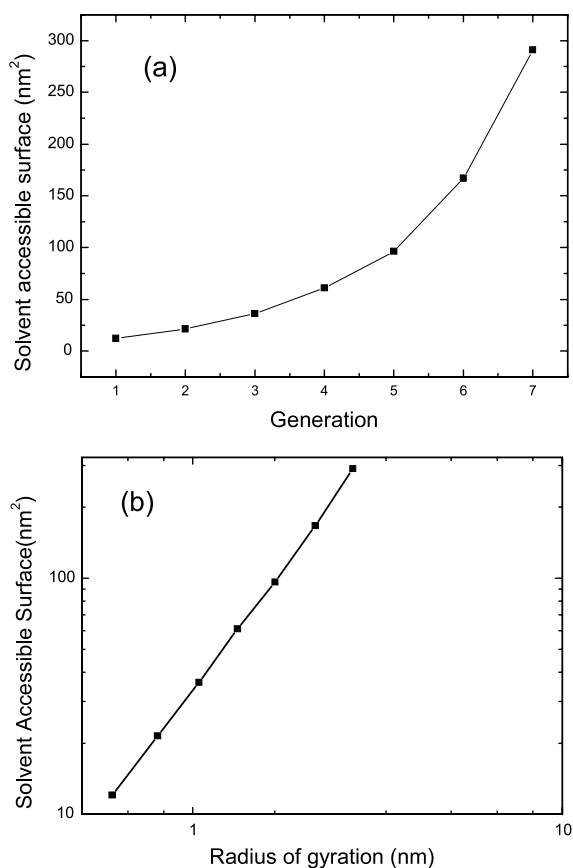 (a)
Solvent accessible surface (nm²)
300
250
200
150
100
50
0
1 2 3 4 5 6 7
Generation
(b)
Solvent Accessible Surface(nm²)
100
10
1 10
Radius of gyration (nm)